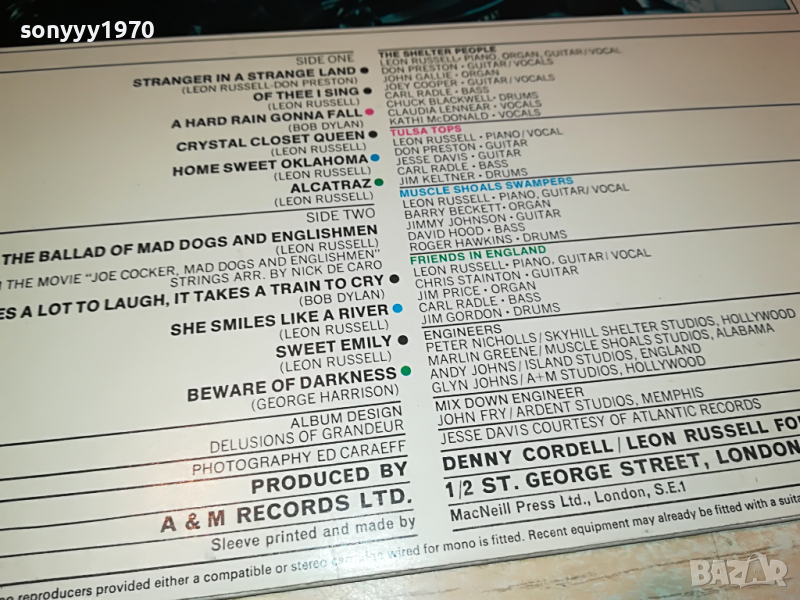 sonyyy1970
SIDE ONE
STRANGER IN A STRANGE LAND
(LEON RUSSELL-DON PRESTON)
OF THEE I SING
(LEON RUSSELL)
A HARD RAIN GONNA FALL
(BOB DYLAN)
CRYSTAL CLOSET QUEEN
(LEON RUSSELL)
HOME SWEET OKLAHOMA
(LEON RUSSELL)
ALCATRAZ
(LEON RUSSELL)
SIDE TWO
THE BALLAD OF MAD DOGS AND ENGLISHMEN
(LEON RUSSELL)
THE MOVIE "JOE COCKER, MAD DOGS AND ENGLISHMEN"
STRINGS ARR. BY NICK DE CARO
A LOT TO LAUGH, IT TAKES A TRAIN TO CRY
(BOB DYLAN)
SHE SMILES LIKE A RIVER
(LEON RUSSELL)
SWEET EMILY
(LEON RUSSELL)
BEWARE OF DARKNESS
(GEORGE HARRISON)
ALBUM DESIGN
DELUSIONS OF GRANDEUR
PHOTOGRAPHY ED CARAEFF
PRODUCED BY
A & M RECORDS LTD.
Sleeve printed and made by
THE SHELTER PEOPLE
LEON RUSSELL • PIANO, ORGAN, GUITAR/VOCAL
DON PRESTON • GUITAR/VOCALS
JOHN GALLIE • ORGAN
JOEY COOPER • GUITAR/VOCALS
CARL RADLE • BASS
CHUCK BLACKWELL • DRUMS
CLAUDIA LENNEAR • VOCALS
KATHI McDONALD • VOCALS
TULSA TOPS
LEON RUSSELL • PIANO/VOCAL
DON PRESTON • GUITAR
JESSE DAVIS • GUITAR
CARL RADLE • BASS
JIM KELTNER • DRUMS
MUSCLE SHOALS SWAMPERS
LEON RUSSELL • PIANO, GUITAR/VOCAL
BARRY BECKETT • ORGAN
JIMMY JOHNSON • GUITAR
DAVID HOOD • BASS
ROGER HAWKINS • DRUMS
FRIENDS IN ENGLAND
LEON RUSSELL • PIANO, GUITAR/VOCAL
CHRIS STAINTON • GUITAR
JIM PRICE • ORGAN
CARL RADLE • BASS
JIM GORDON • DRUMS
ENGINEERS
PETER NICHOLLS/SKYHILL SHELTER STUDIOS, HOLLYWOOD
MARLIN GREENE/MUSCLE SHOALS STUDIOS, ALABAMA
ANDY JOHNS/ISLAND STUDIOS, ENGLAND
GLYN JOHNS/A+M STUDIOS, HOLLYWOOD
MIX DOWN ENGINEER
JOHN FRY/ARDENT STUDIOS, MEMPHIS
JESSE DAVIS COURTESY OF ATLANTIC RECORDS
DENNY CORDELL/LEON RUSSELL FO
1/2 ST. GEORGE STREET, LONDON
MacNeill Press Ltd., London, S.E.1
reproducers provided either a compatible or stereo wired for mono is fitted. Recent equipment may already be fitted with a suita
BAZAR